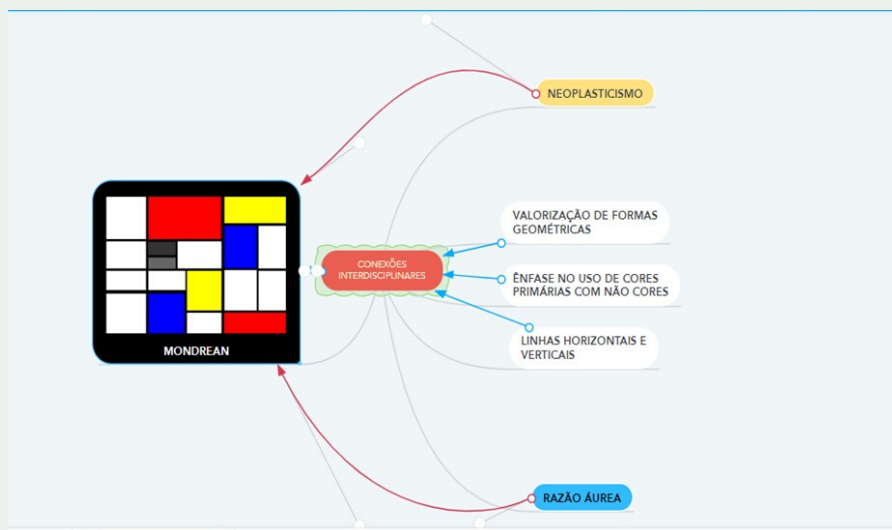 NEOPLASTICISMO
VALORIZAÇÃO DE FORMAS
GEOMÉTRICAS
CONEXÕES
INTERDISCIPLINARES
ÊNFASE NO USO DE CORES
PRIMÁRIAS COM NÃO CORES
LINHAS HORIZONTAIS E
VERTICAIS
MONDREAN
RAZÃO ÁUREA